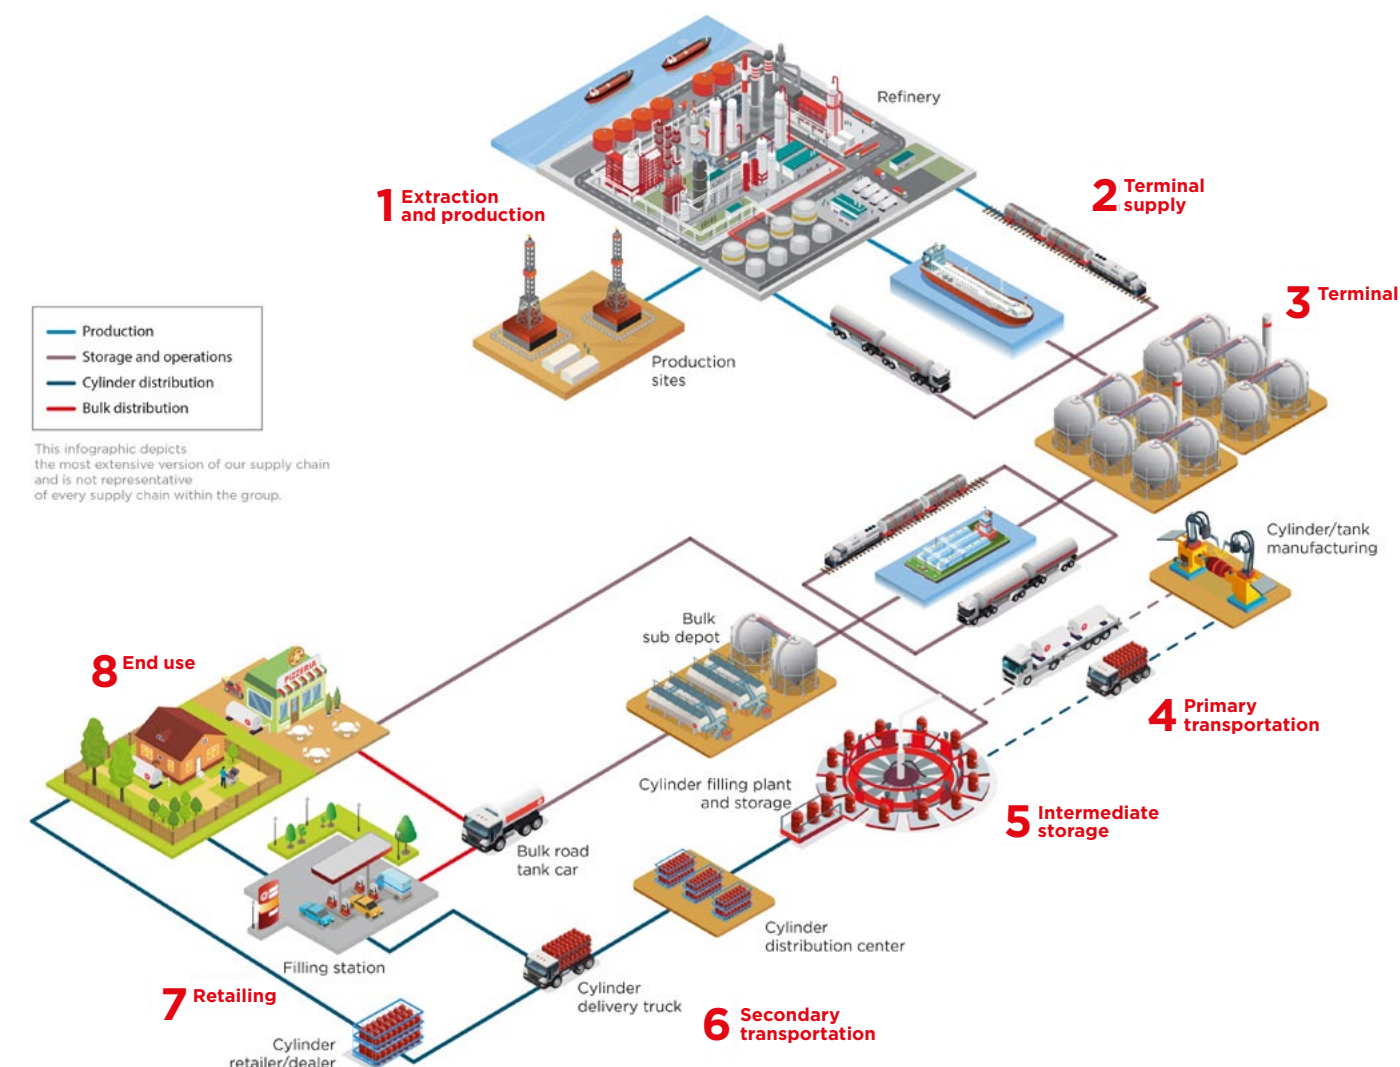 Refinery
1 Extraction
and production
2 Terminal
supply
3 Terminal
Production
Storage and operations
Cylinder distribution
Bulk distribution
Production
sites
This infographic depicts
the most extensive version of our supply chain
and is not representative
of every supply chain within the group.
Cylinder/tank
manufacturing
Bulk
sub depot
8 End use
PIZZERIA
4 Primary
transportation
Cylinder filling plant
and storage
5 Intermediate
storage
Bulk road
tank car
Cylinder
distribution center
Filling station
7 Retailing
Cylinder
delivery truck
6 Secondary
transportation
Cylinder
retailer/dealer